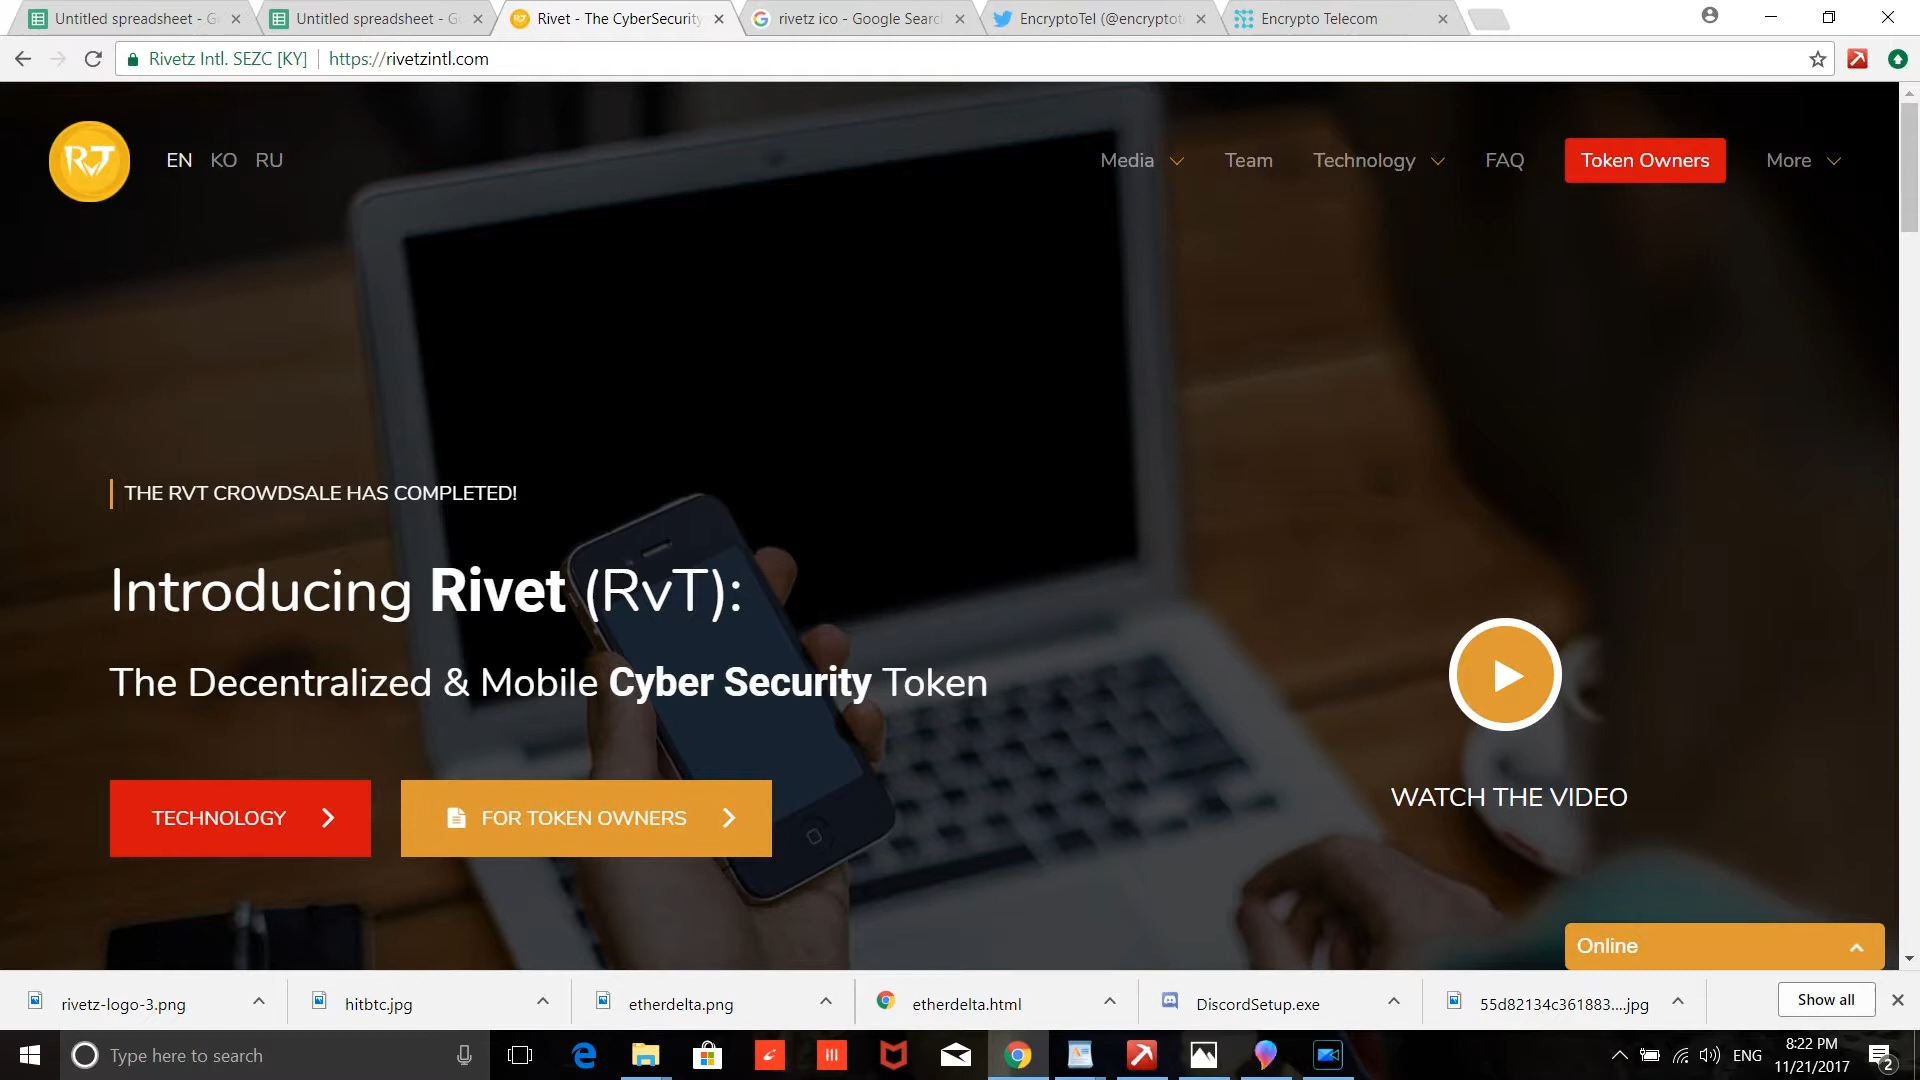 Untitled spreadsheet - G
Untitled spreadsheet - G
Rivet - The CyberSecurity
rivetz ico - Google Searc
EncryptoTel (@encryptot
Encrypto Telecom
Rivetz Intl. SEZC [KY]
https://rivetzintl.com
RvT
EN KO RU
Media
Team
Technology
FAQ
Token Owners
More
THE RVT CROWDSALE HAS COMPLETED!
Introducing Rivet (RvT):
The Decentralized & Mobile Cyber Security Token
TECHNOLOGY
FOR TOKEN OWNERS
WATCH THE VIDEO
Online
rivetz-logo-3.png
hitbtc.jpg
etherdelta.png
etherdelta.html
DiscordSetup.exe
55d82134c361883....jpg
Show all
Type here to search
ENG
8:22 PM
11/21/2017
2